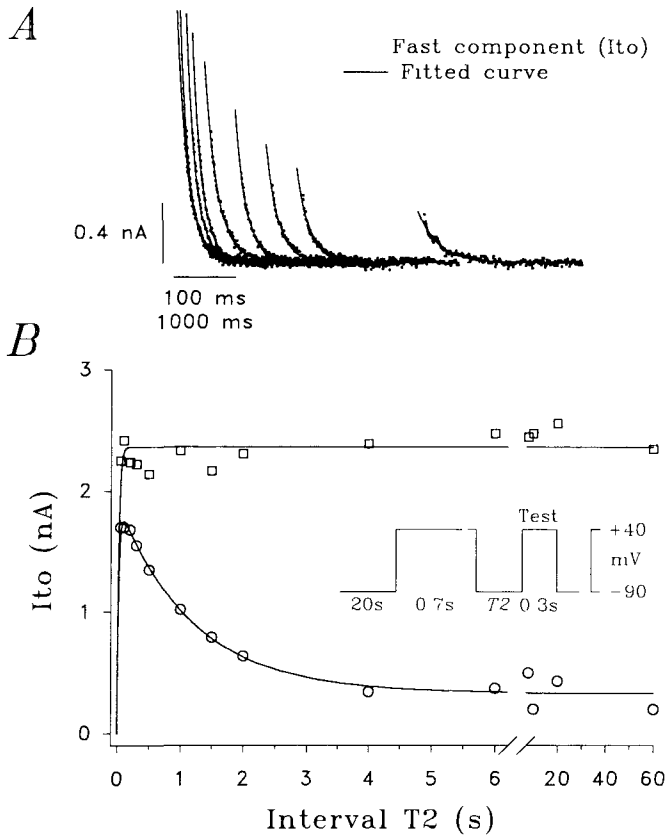 A
Fast component (Ito)
Fitted curve
0.4 nA
100 ms
1000 ms
B
3
2
1
0
Ito (nA)
Test
+40
mV
-90
20s
0 7s
T2
0 3s
0 1 2 3 4 5 6 20 40 60
Interval T2 (s)